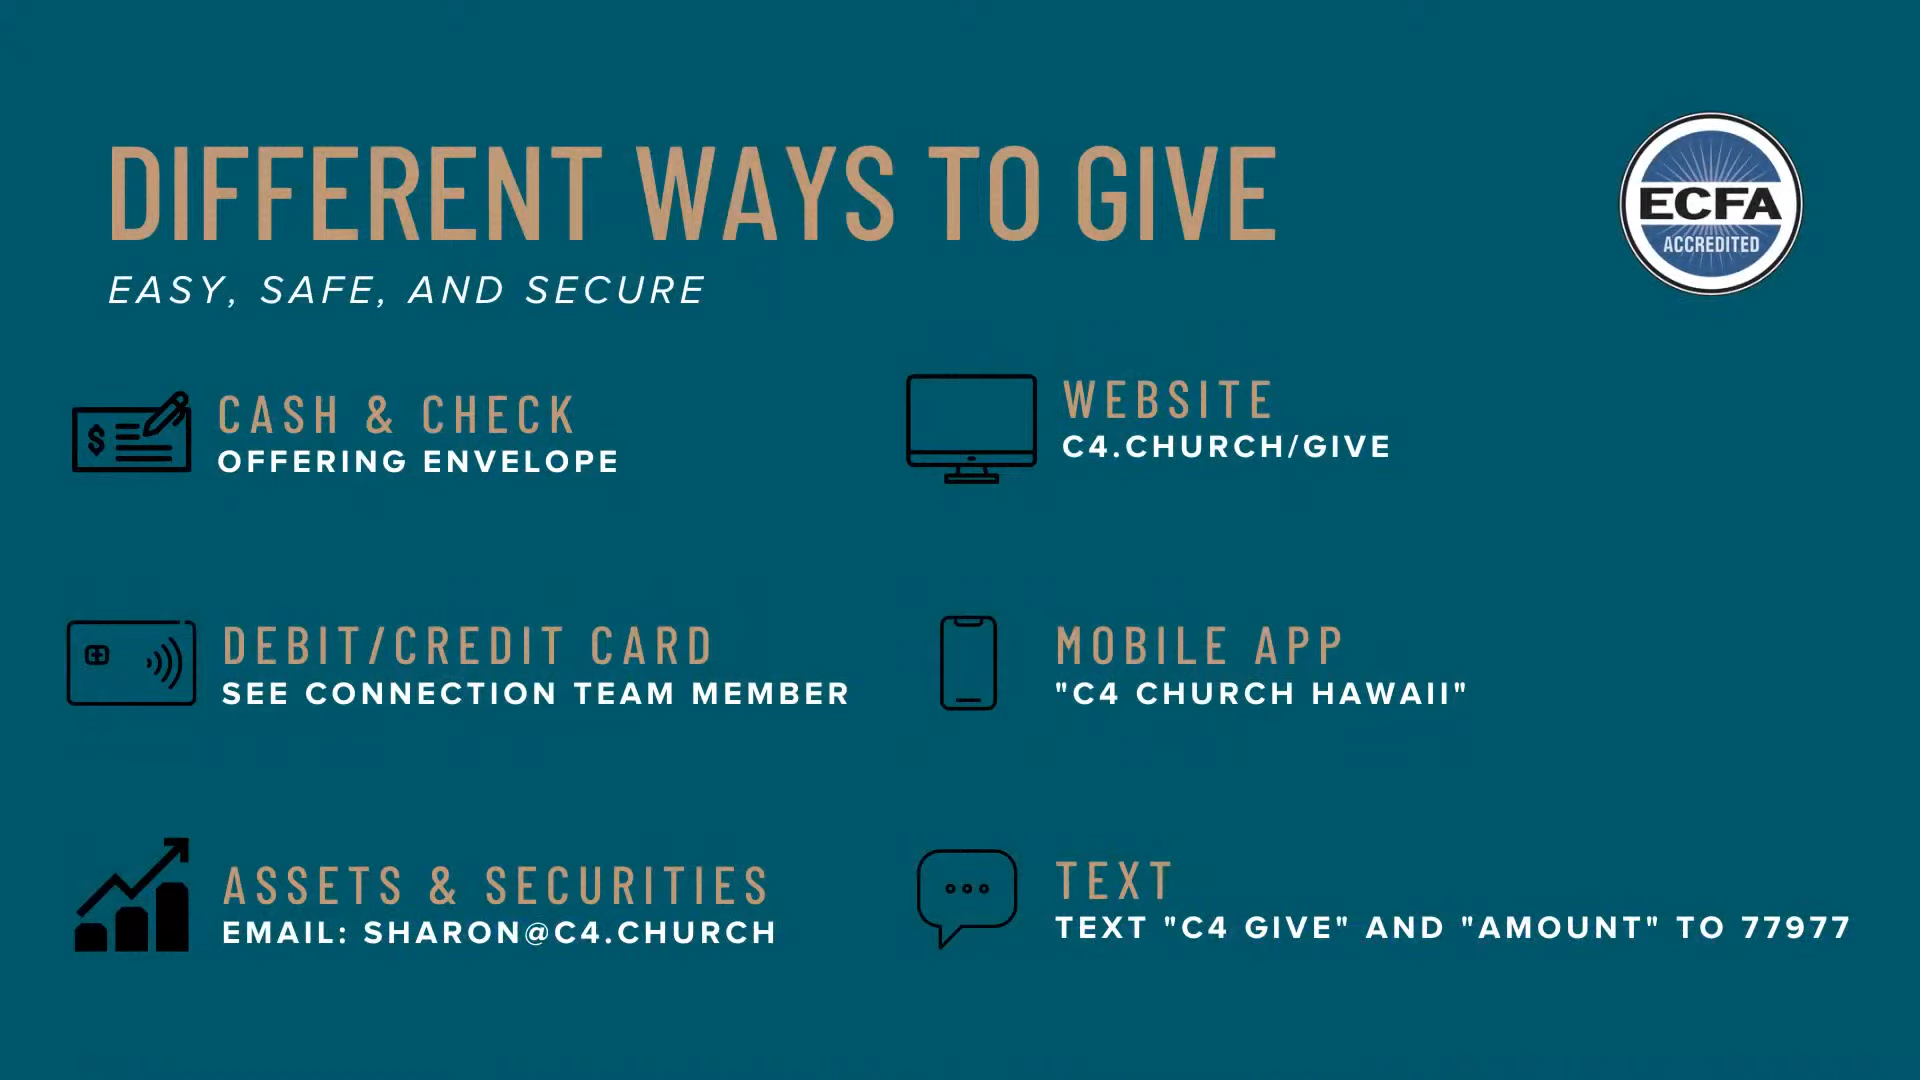 DIFFERENT WAYS TO GIVE
EASY, SAFE, AND SECURE
ECFA
ACCREDITED
CASH & CHECK
OFFERING ENVELOPE
$
WEBSITE
C4.CHURCH/GIVE
DEBIT/CREDIT CARD
SEE CONNECTION TEAM MEMBER
MOBILE APP
"C4 CHURCH HAWAII"
ASSETS & SECURITIES
EMAIL: SHARON@C4.CHURCH
TEXT
TEXT "C4 GIVE" AND "AMOUNT" TO 77977